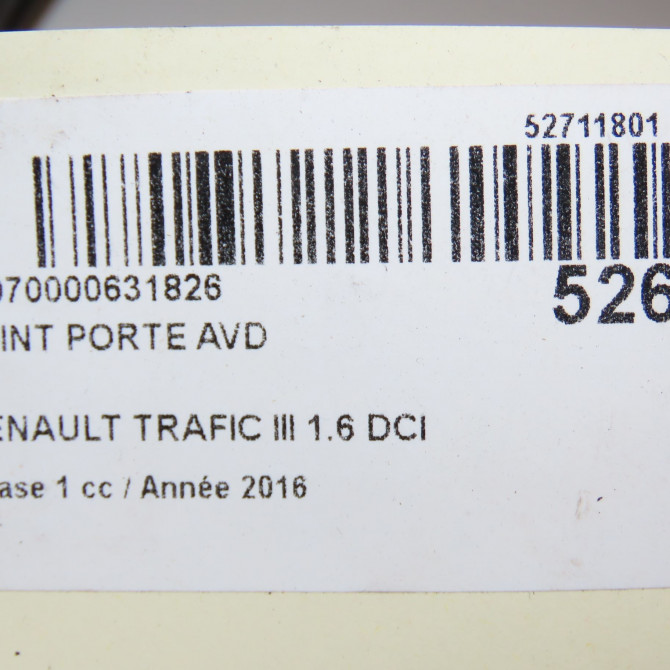 52711801
070000631826
526
INT PORTE AVD
ENAULT TRAFIC III 1.6 DCI
ase 1 cc / Année 2016